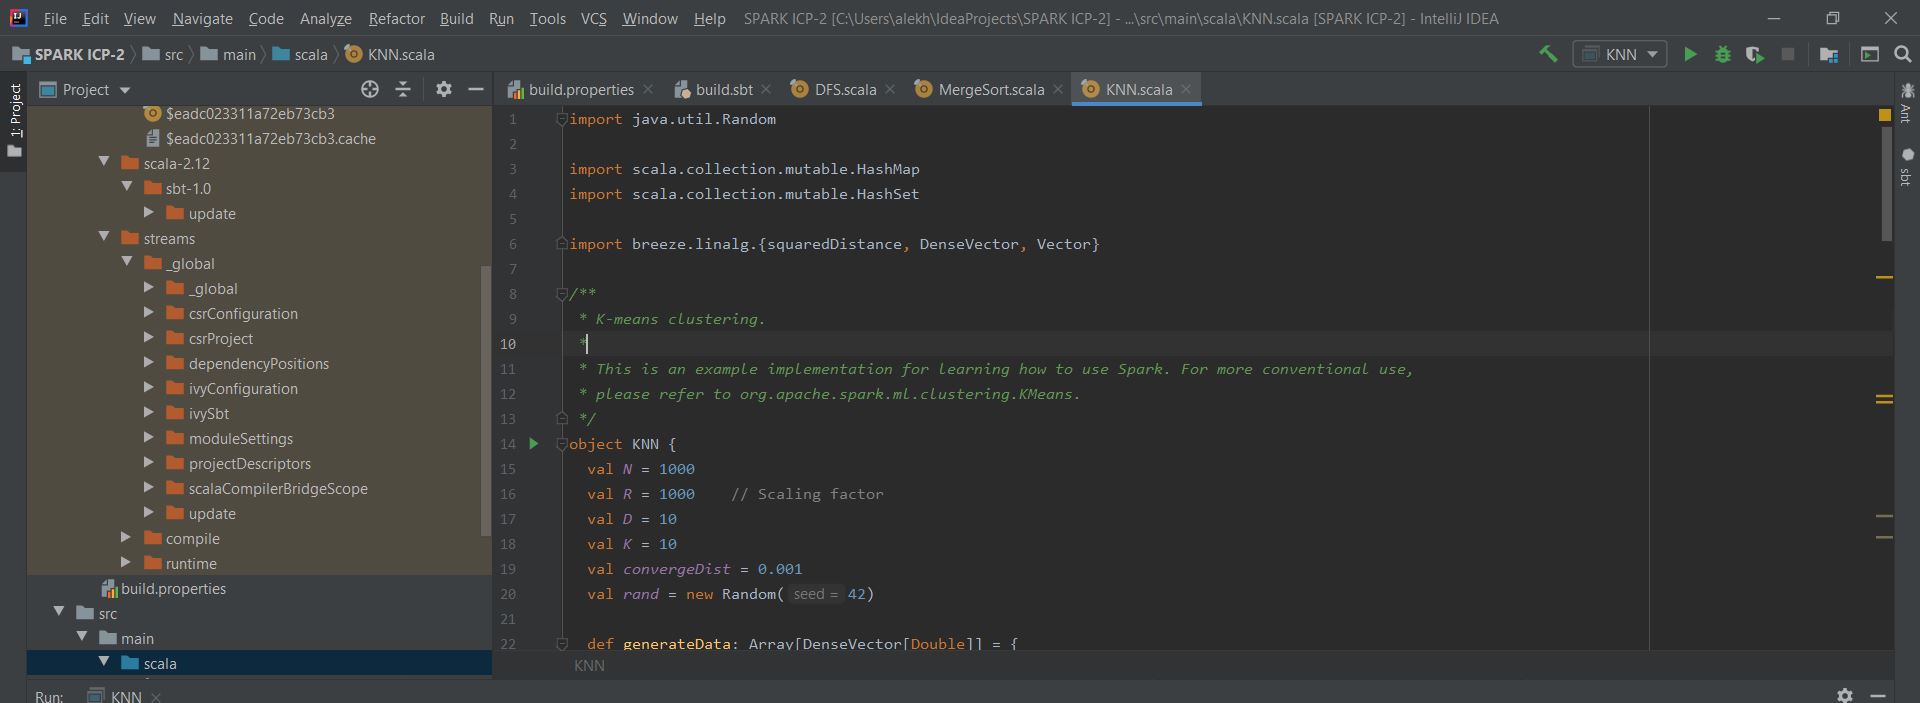 File Edit View Navigate Code Analyze Refactor Build Run Tools VCS Window Help SPARK ICP-2 [C:\Users\alekh\IdeaProjects\SPARK ICP-2] - ...\src\main\scala\KNN.scala [SPARK ICP-2] - IntelliJ IDEA
SPARK ICP-2 src main scala KNN.scala KNN
1: Project
Project
$eadc023311a72eb73cb3
$eadc023311a72eb73cb3.cache
scala-2.12
sbt-1.0
update
streams
_global
_global
csrConfiguration
csrProject
dependencyPositions
ivyConfiguration
ivySbt
moduleSettings
projectDescriptors
scalaCompilerBridgeScope
update
compile
runtime
build.properties
src
main
scala
build.properties build.sbt DFS.scala MergeSort.scala KNN.scala
1 import java.util.Random
2
3 import scala.collection.mutable.HashMap
4 import scala.collection.mutable.HashSet
5
6 import breeze.linalg.{squaredDistance, DenseVector, Vector}
7
8 /**
9 * K-means clustering.
10 *
11 * This is an example implementation for learning how to use Spark. For more conventional use,
12 * please refer to org.apache.spark.ml.clustering.KMeans.
13 */
14 object KNN {
15 val N = 1000
16 val R = 1000 // Scaling factor
17 val D = 10
18 val K = 10
19 val convergeDist = 0.001
20 val rand = new Random( seed = 42)
21
22 def generateData: Array[DenseVector[Double]] = {
KNN
Ant
sbt
Run: KNN